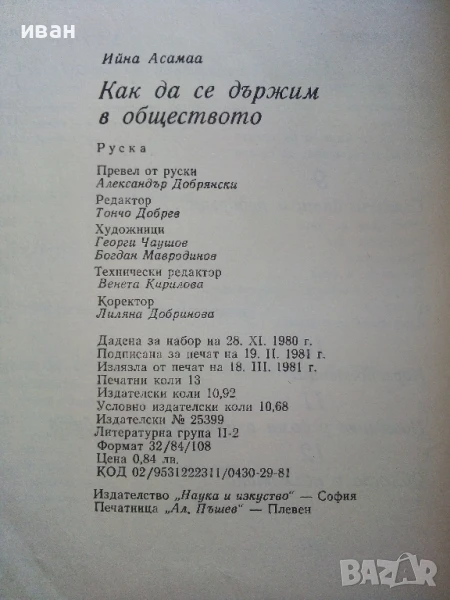 иван
Ийна Асамаа
Как да се държим
в обществото
Руска
Превел от руски
Александър Добрянски
Редактор
Тончо Добрев
Художници
Георги Чаушов
Богдан Мавродинов
Технически редактор
Венета Кирилова
Коректор
Лиляна Добринова
Дадена за набор на 28. XI. 1980 г.
Подписана за печат на 19. II. 1981 г.
Излязла от печат на 18. III. 1981 г.
Печатни коли 13
Издателски коли 10,92
Условно издателски коли 10,68
Издателски № 25399
Литературна група II-2
Формат 32/84/108
Цена 0,84 лв.
КОД 02/9531222311/0430-29-81
Издателство „Наука и изкуство“ — София
Печатница „Ал. Пъшев“ — Плевен
BAZAR